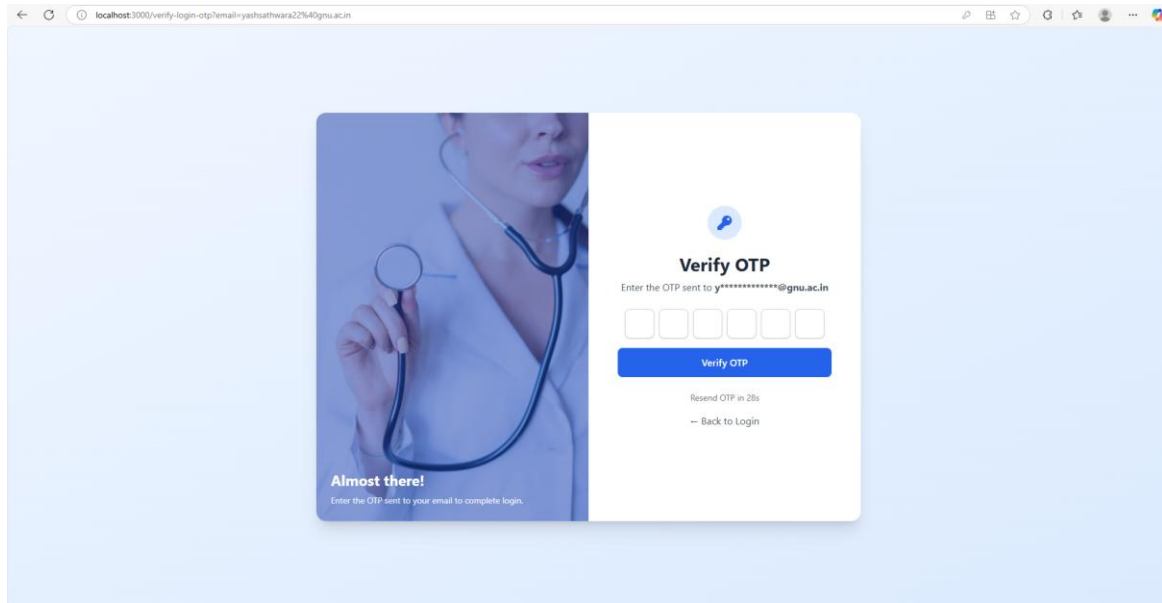 localhost:3000/verify-login-otp?email=yashsathwara22%40gnu.ac.in
Verify OTP
Enter the OTP sent to y*************@gnu.ac.in
Verify OTP
Resend OTP in 28s
← Back to Login
Almost there!
Enter the OTP sent to your email to complete login.